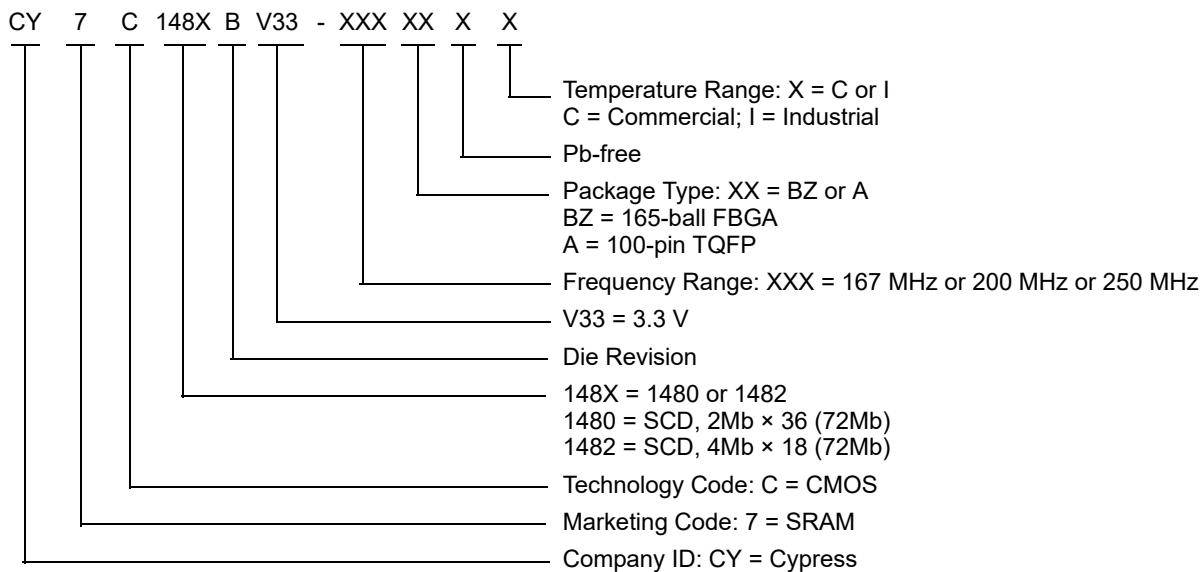 CY 7 C 148X B V33 - XXX XX X X
Temperature Range: X = C or I
C = Commercial; I = Industrial
Pb-free
Package Type: XX = BZ or A
BZ = 165-ball FBGA
A = 100-pin TQFP
Frequency Range: XXX = 167 MHz or 200 MHz or 250 MHz
V33 = 3.3 V
Die Revision
148X = 1480 or 1482
1480 = SCD, 2Mb × 36 (72Mb)
1482 = SCD, 4Mb × 18 (72Mb)
Technology Code: C = CMOS
Marketing Code: 7 = SRAM
Company ID: CY = Cypress